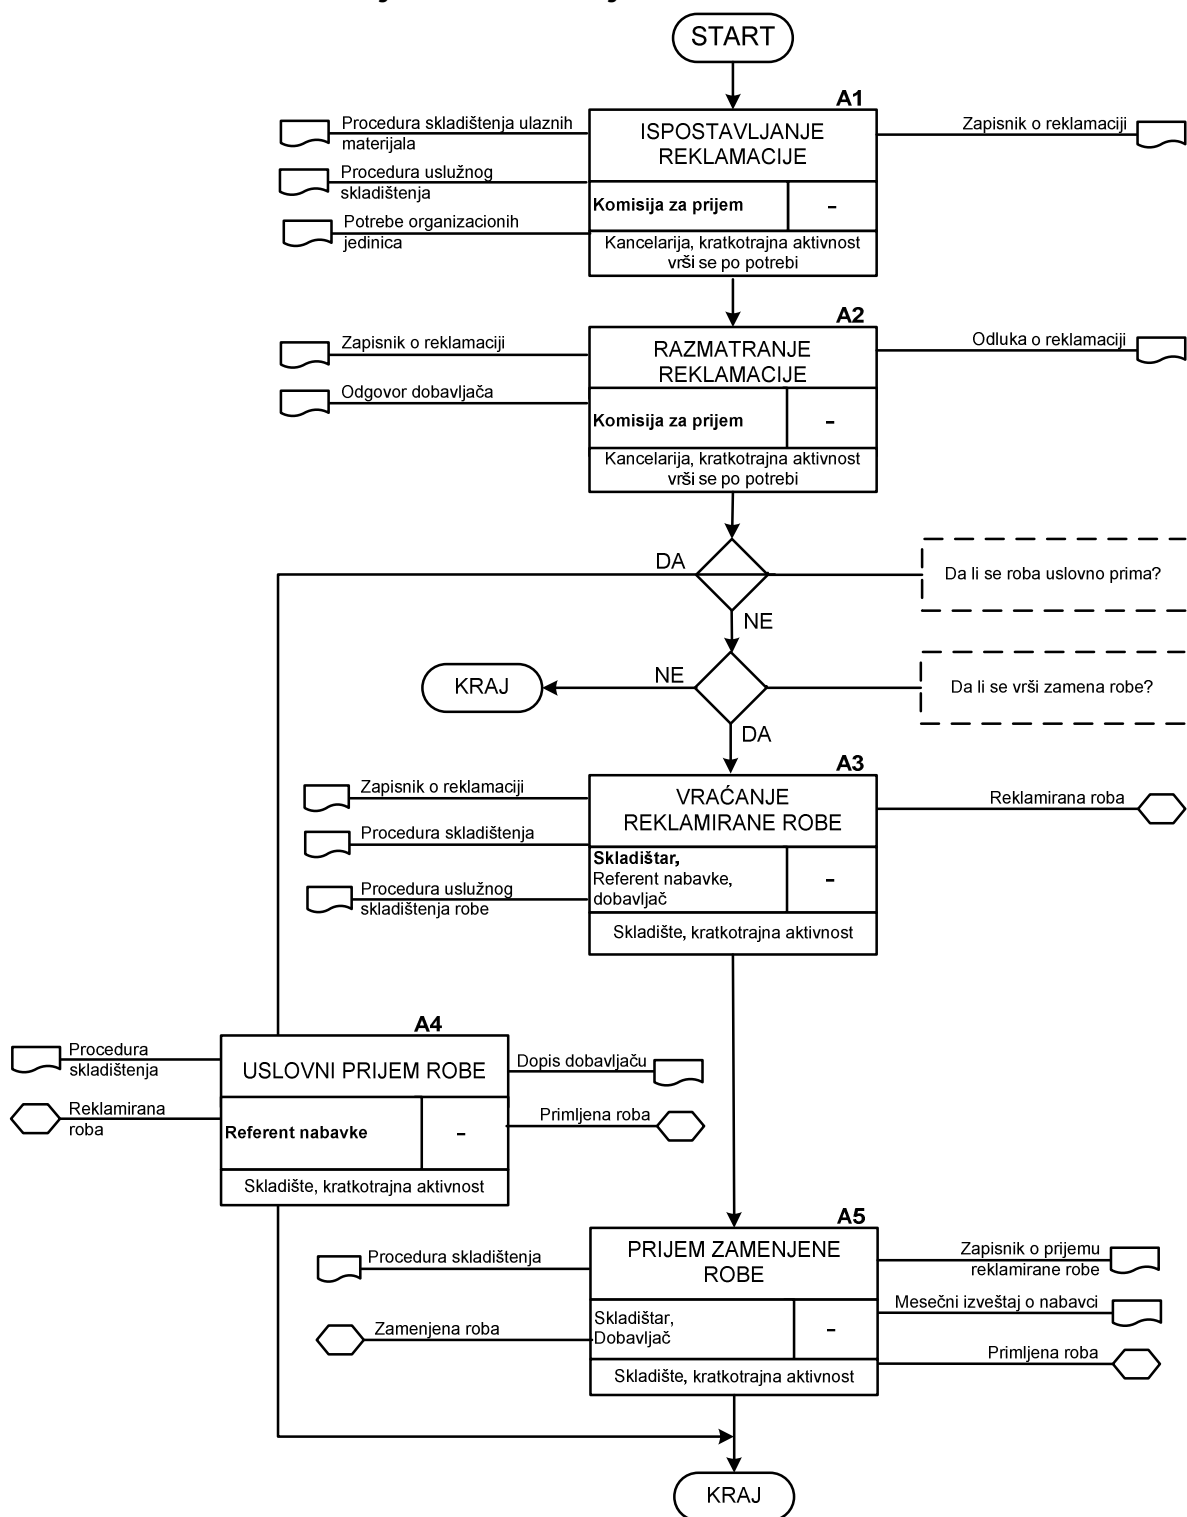 START
A1
Procedura skladištenja ulaznih
materijala
Procedura uslužnog
skladištenja
Potrebe organizacionih
jedinica
ISPOSTAVLJANJE
REKLAMACIJE
Komisija za prijem
-
Kancelarija, kratkotrajna aktivnost
vrši se po potrebi
Zapisnik o reklamaciji
A2
Zapisnik o reklamaciji
Odgovor dobavljača
RAZMATRANJE
REKLAMACIJE
Komisija za prijem
-
Kancelarija, kratkotrajna aktivnost
vrši se po potrebi
Odluka o reklamaciji
DA
Da li se roba uslovno prima?
NE
KRAJ
NE
Da li se vrši zamena robe?
DA
A3
Zapisnik o reklamaciji
Procedura skladištenja
Procedura uslužnog
skladištenja robe
VRAĆANJE
REKLAMIRANE ROBE
Skladištar,
Referent nabavke,
dobavljač
-
Skladište, kratkotrajna aktivnost
Reklamirana roba
A4
Procedura
skladištenja
Reklamirana
roba
USLOVNI PRIJEM ROBE
Referent nabavke
-
Skladište, kratkotrajna aktivnost
Dopis dobavljaču
Primljena roba
A5
Procedura skladištenja
Zamenjena roba
PRIJEM ZAMENJENE
ROBE
Skladištar,
Dobavljač
-
Skladište, kratkotrajna aktivnost
Zapisnik o prijemu
reklamirane robe
Mesečni izveštaj o nabavci
Primljena roba
KRAJ